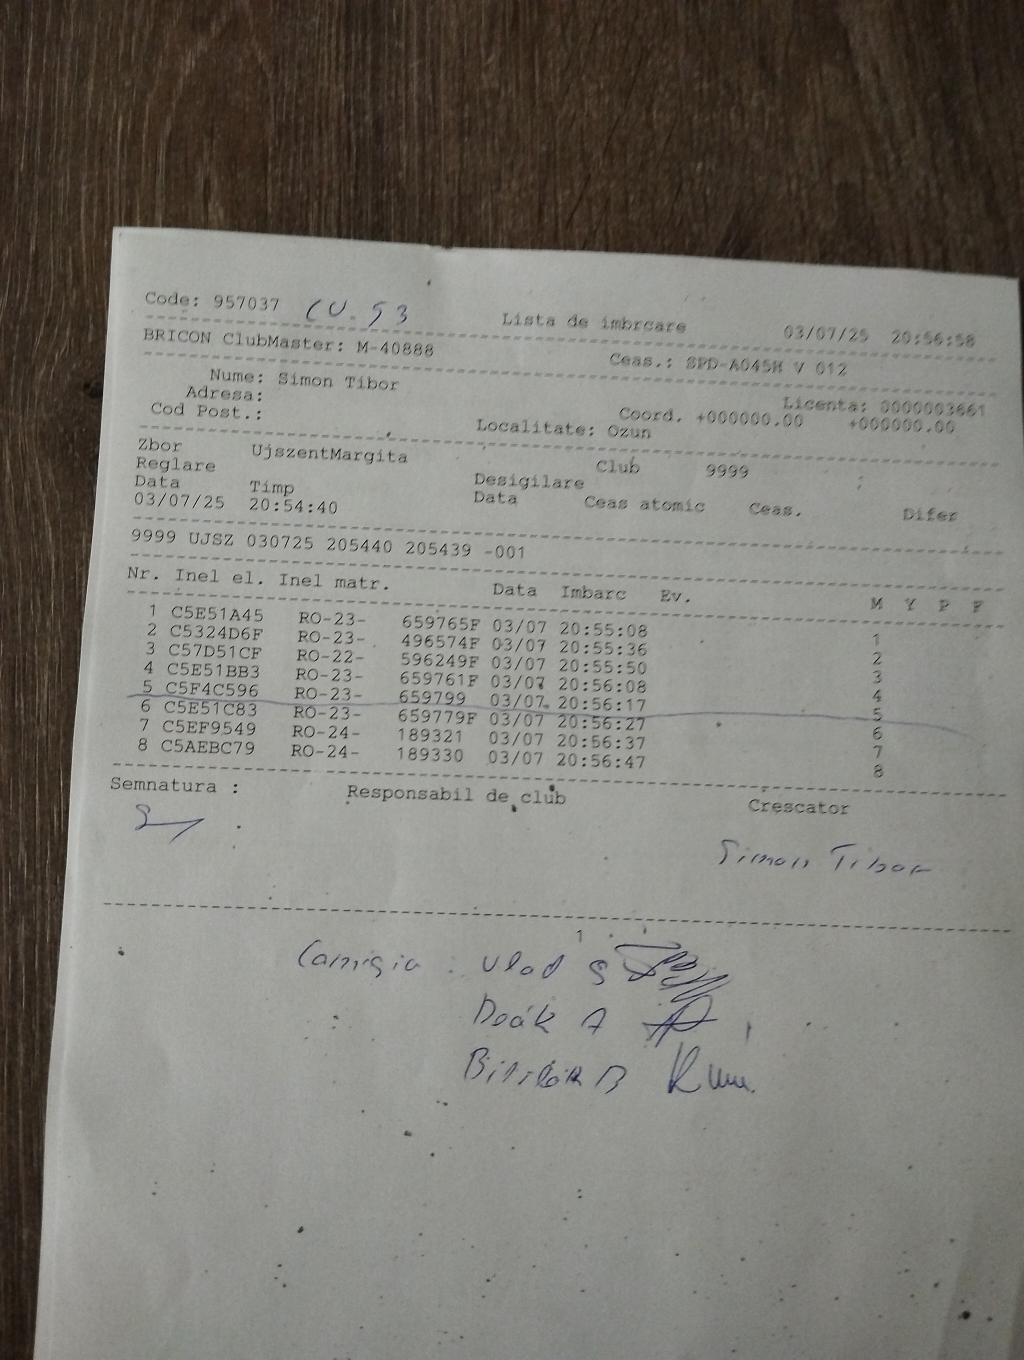 Code: 957037 CU. 53 Lista de imbrcare 03/07/25 20:56:58
BRICON ClubMaster: M-40888 Ceas.: SPD-A045H V 012
Nume: Simon Tibor Licenta: 0000003661
Adresa: Coord. +000000.00 +000000.00
Cod Post.: Localitate: Ozun
Zbor UjszentMargita Club 9999
Reglare Desigilare
Data Timp Data Ceas atomic Ceas. Difer
03/07/25 20:54:40
9999 UJSZ 030725 205440 205439 -001
Nr. Inel el. Inel matr. Data Imbarc Ev. M Y P F
1 C5E51A45 RO-23- 659765F 03/07 20:55:08 1
2 C5324D6F RO-23- 496574F 03/07 20:55:36 2
3 C57D51CF RO-22- 596249F 03/07 20:55:50 3
4 C5E51BB3 RO-23- 659761F 03/07 20:56:08 4
5 C5F4C596 RO-23- 659799 03/07 20:56:17 5
6 C5E51C83 RO-23- 659779F 03/07 20:56:27 6
7 C5EF9549 RO-24- 189321 03/07 20:56:37 7
8 C5AEBC79 RO-24- 189330 03/07 20:56:47 8
Semnatura : Responsabil de club Crescator
Simon Tibor
1
Vlad S
Deák A